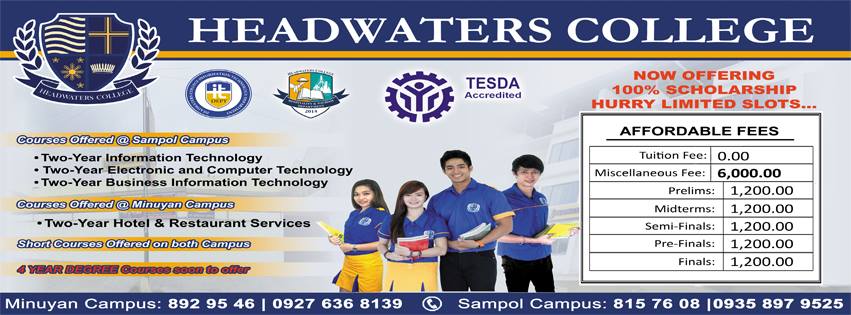 HEADWATERS COLLEGE
HEADWATERS COLLEGE
it
DEPT
HEADWATERS COLLEGE
2014
TESDA
Accredited
NOW OFFERING
100% SCHOLARSHIP
HURRY LIMITED SLOTS...
Courses Offered @ Sampol Campus
• Two-Year Information Technology
• Two-Year Electronic and Computer Technology
• Two-Year Business Information Technology
Courses Offered @ Minuyan Campus
• Two-Year Hotel & Restaurant Services
Short Courses Offered on both Campus
4 YEAR DEGREE Courses soon to offer
AFFORDABLE FEES
Tuition Fee: 0.00
Miscellaneous Fee: 6,000.00
Prelims: 1,200.00
Midterms: 1,200.00
Semi-Finals: 1,200.00
Pre-Finals: 1,200.00
Finals: 1,200.00
Minuyan Campus: 892 95 46 | 0927 636 8139 Sampol Campus: 815 76 08 |0935 897 9525